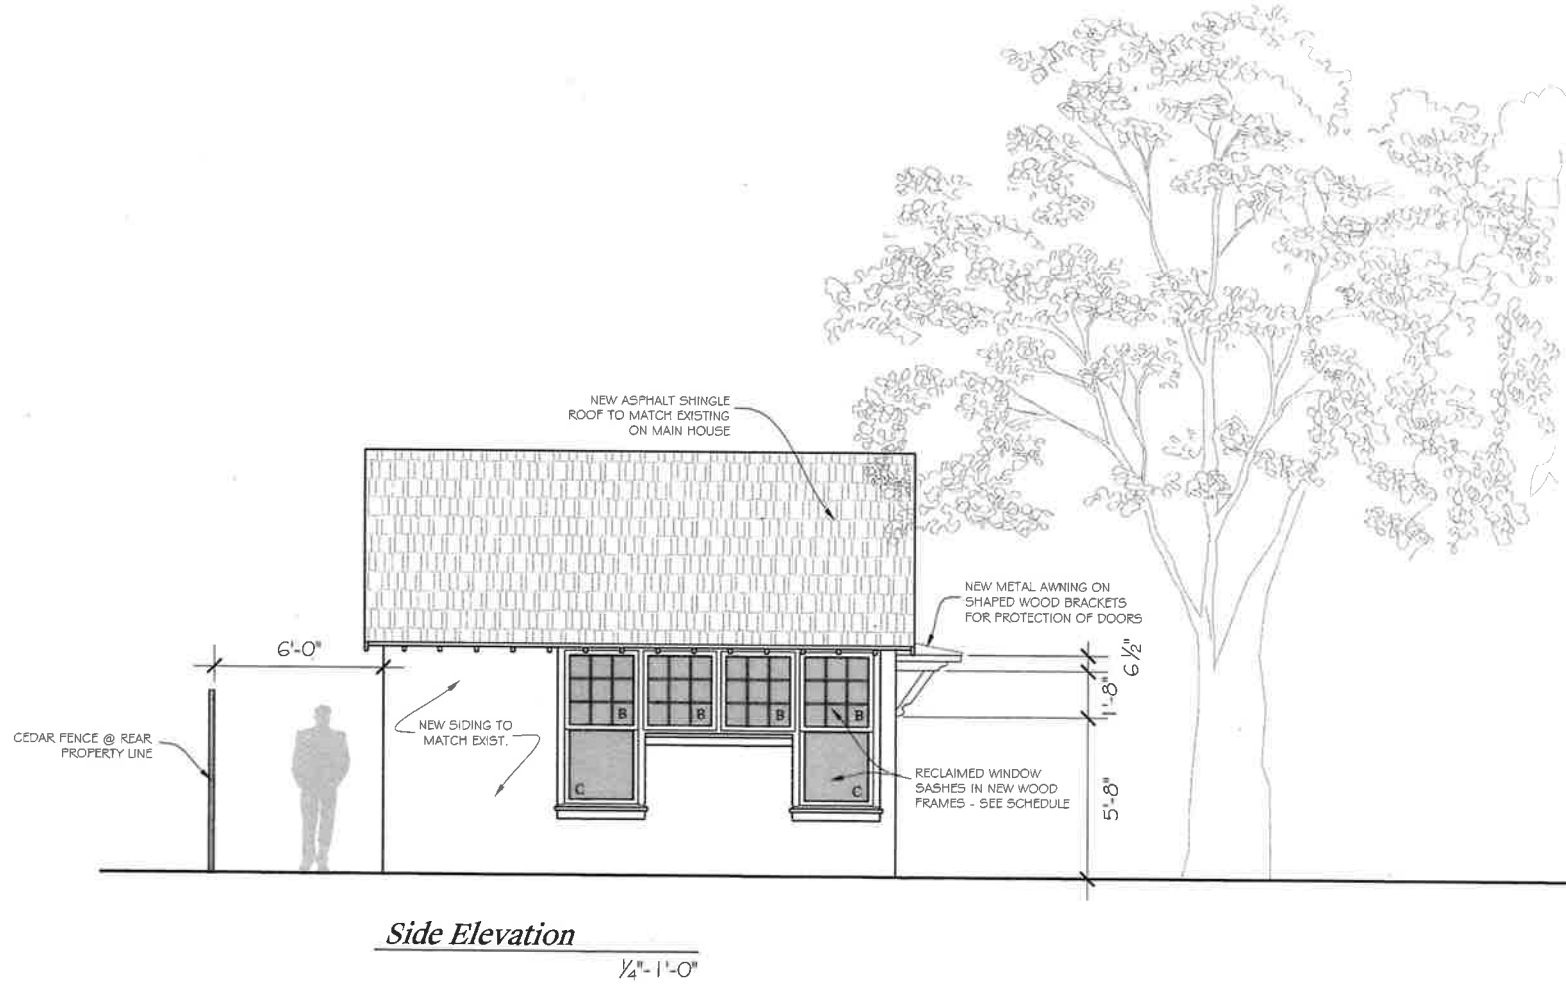 NEW ASPHALT SHINGLE
ROOF TO MATCH EXISTING
ON MAIN HOUSE
NEW METAL AWNING ON
SHAPED WOOD BRACKETS
FOR PROTECTION OF DOORS
6'-0"
6 1/2"
1'-8"
5'-8"
CEDAR FENCE @ REAR
PROPERTY LINE
NEW SIDING TO
MATCH EXIST.
B
B
B
B
C
C
RECLAIMED WINDOW
SASHES IN NEW WOOD
FRAMES - SEE SCHEDULE
Side Elevation
1/4"-1'-0"